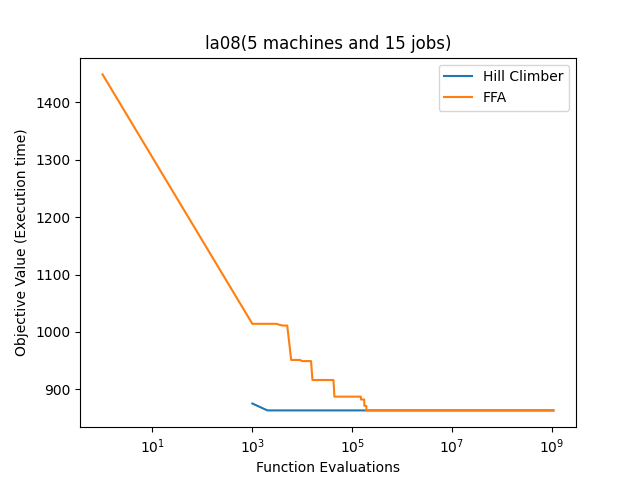 la08(5 machines and 15 jobs)
Hill Climber
FFA
Objective Value (Execution time)
1400
1300
1200
1100
1000
900
10¹
10³
10⁵
10⁷
10⁹
Function Evaluations